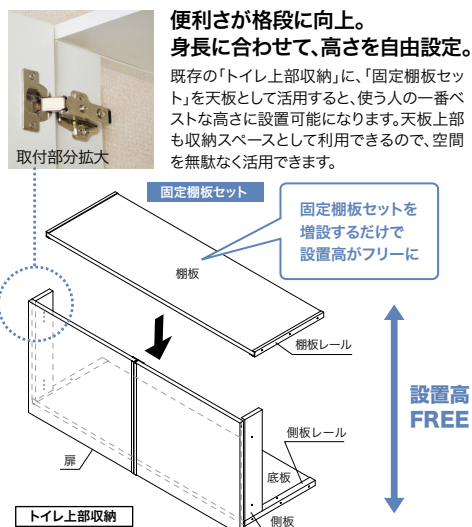 便利さが格段に向上。
身長に合わせて、高さを自由設定。
既存の「トイレ上部収納」に、「固定棚板セッ
ト」を天板として活用すると、使う人の一番ベ
ストな高さに設置可能になります。天板上部
も収納スペースとして利用できるので、空間
を無駄なく活用できます。
取付部分拡大
固定棚板セット
固定棚板セットを
増設するだけで
設置高がフリーに
棚板
棚板レール
設置高
FREE
側板レール
扉
底板
トイレ上部収納
側板